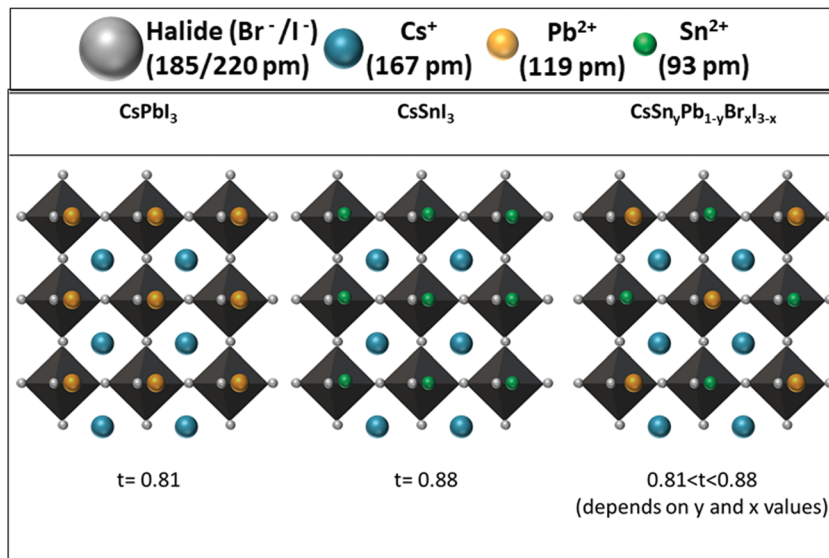 Halide (Br⁻/I⁻) Cs⁺ Pb²⁺ Sn²⁺
(185/220 pm) (167 pm) (119 pm) (93 pm)
CsPbI₃ CsSnI₃ CsSnᵧPb₁₋ᵧBrₓI₃₋ₓ
t= 0.81 t= 0.88 0.81<t<0.88
(depends on y and x values)